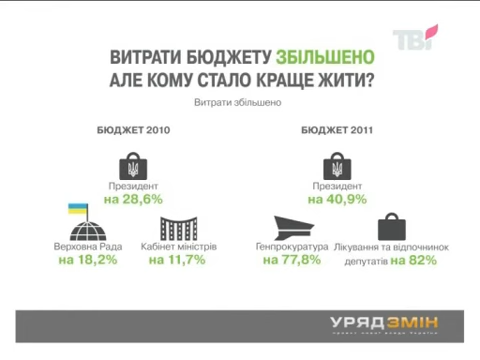 ТВі
ВИТРАТИ БЮДЖЕТУ ЗБІЛЬШЕНО
АЛЕ КОМУ СТАЛО КРАЩЕ ЖИТИ?
Витрати збільшено
БЮДЖЕТ 2010
БЮДЖЕТ 2011
Президент
на 28,6%
Президент
на 40,9%
Верховна Рада
на 18,2%
Кабінет міністрів
на 11,7%
Генпрокуратура
на 77,8%
Лікування та відпочинок
депутатів на 82%
УРЯД ЗМІН